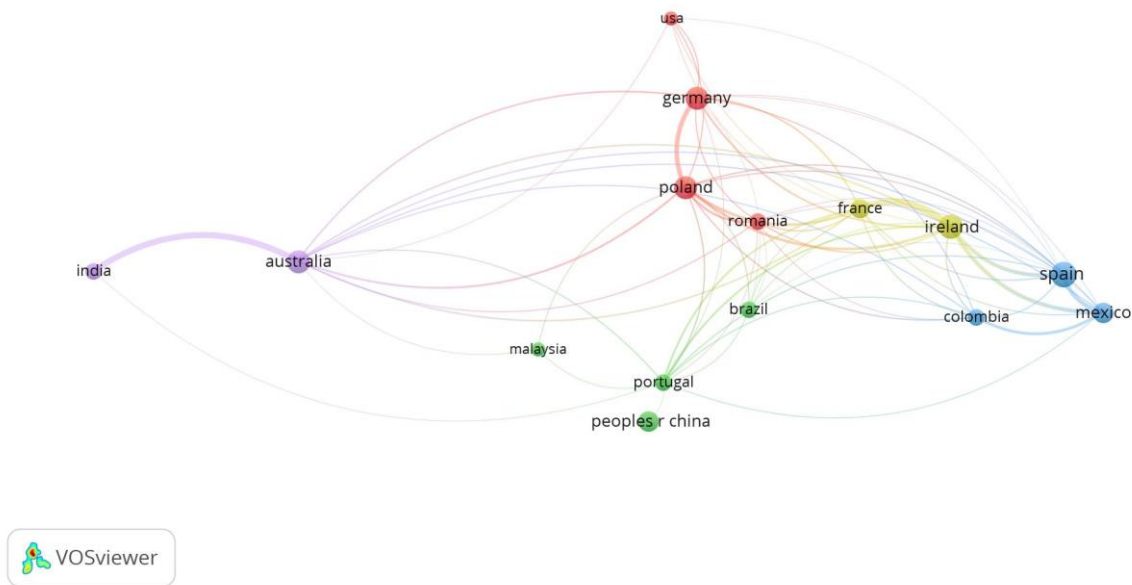 usa
germany
poland
romania
france
ireland
australia
india
spain
mexico
colombia
brazil
malaysia
portugal
peoples r china
VOSviewer